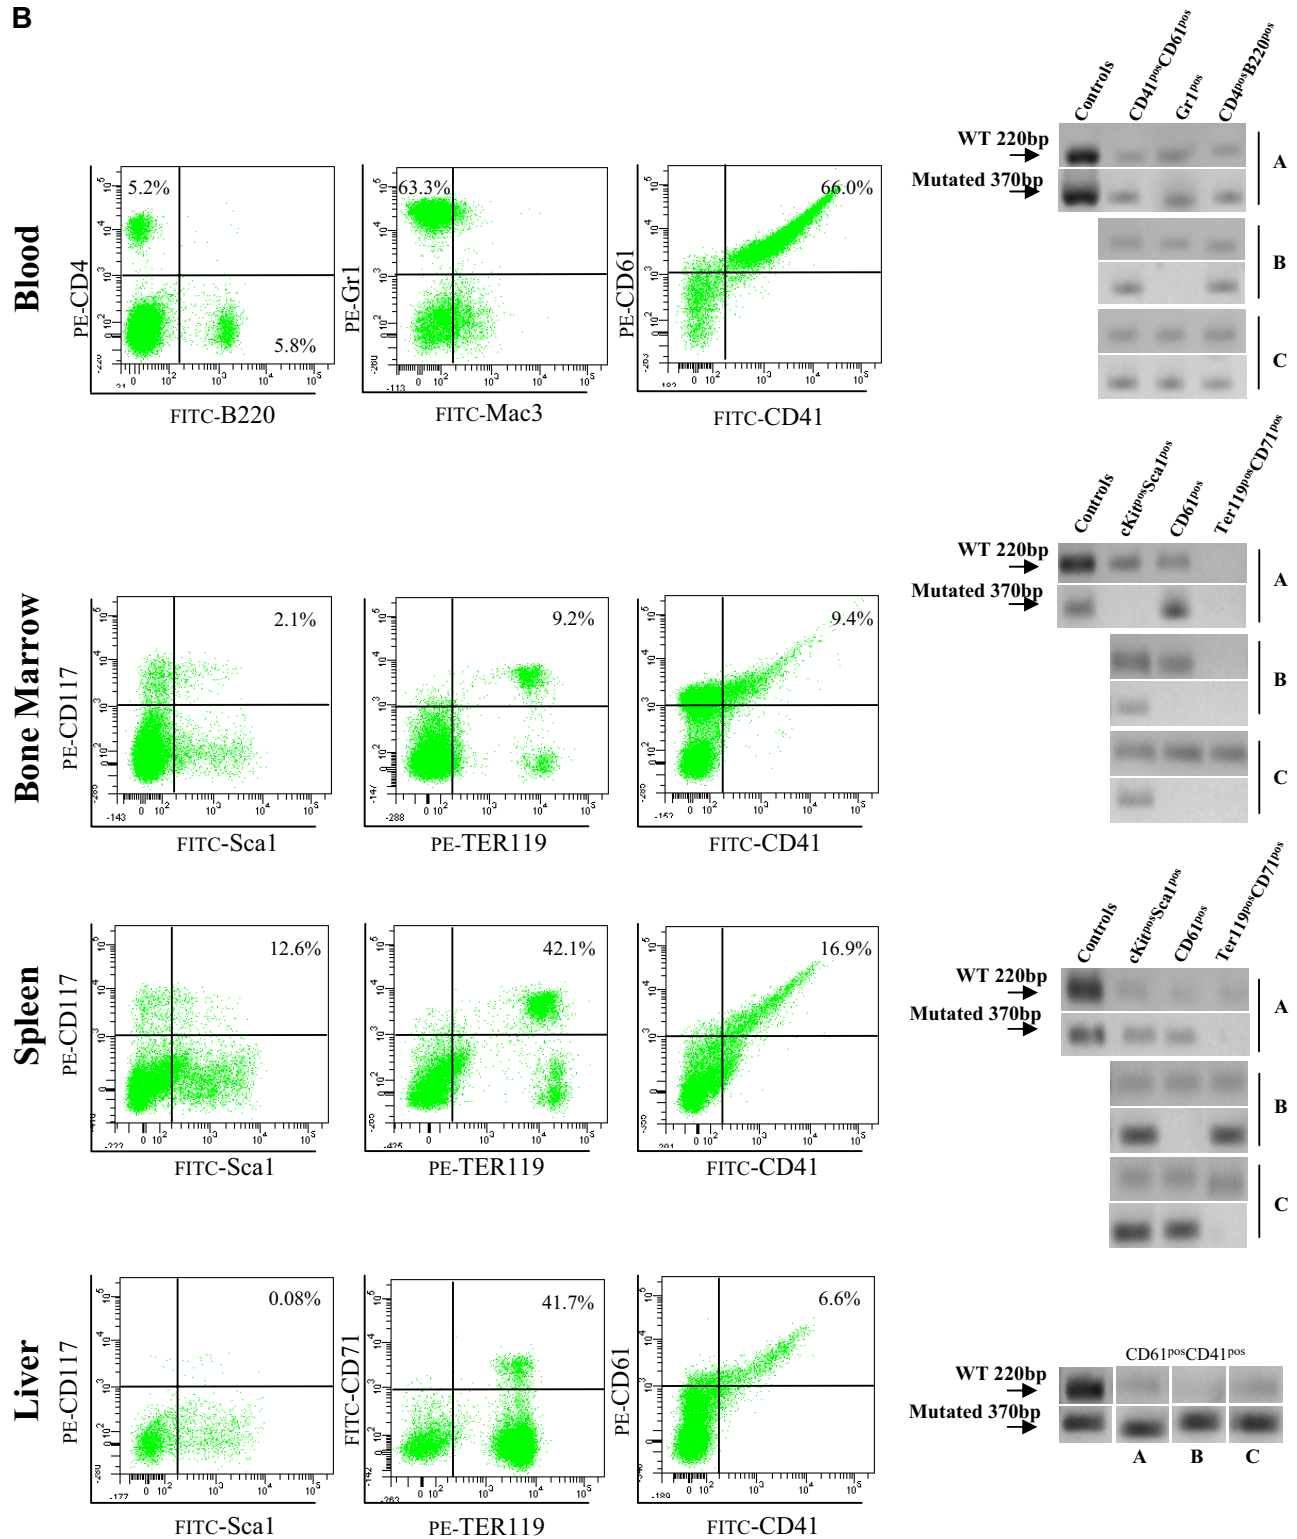 B
Blood
5.2%
5.8%
PE-CD4
FITC-B220
63.3%
PE-Gr1
FITC-Mac3
66.0%
PE-CD61
FITC-CD41
Controls
CD41posCD61pos
Gr1pos
CD4posB220pos
WT 220bp
Mutated 370bp
A
B
C
Bone Marrow
2.1%
PE-CD117
FITC-Sca1
9.2%
PE-TER119
9.4%
FITC-CD41
Controls
cKitposSca1pos
CD61pos
Ter119posCD71pos
WT 220bp
Mutated 370bp
A
B
C
Spleen
12.6%
PE-CD117
FITC-Sca1
42.1%
PE-TER119
16.9%
FITC-CD41
Controls
cKitposSca1pos
CD61pos
Ter119posCD71pos
WT 220bp
Mutated 370bp
A
B
C
Liver
0.08%
PE-CD117
FITC-Sca1
41.7%
FITC-CD71
PE-TER119
6.6%
PE-CD61
FITC-CD41
CD61posCD41pos
WT 220bp
Mutated 370bp
A B C